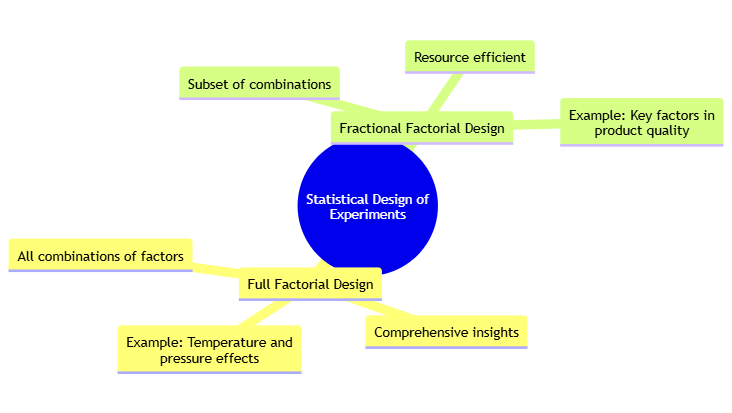 Resource efficient
Subset of combinations
Example: Key factors in
product quality
Fractional Factorial Design
Statistical Design of
Experiments
All combinations of factors
Full Factorial Design
Comprehensive insights
Example: Temperature and
pressure effects